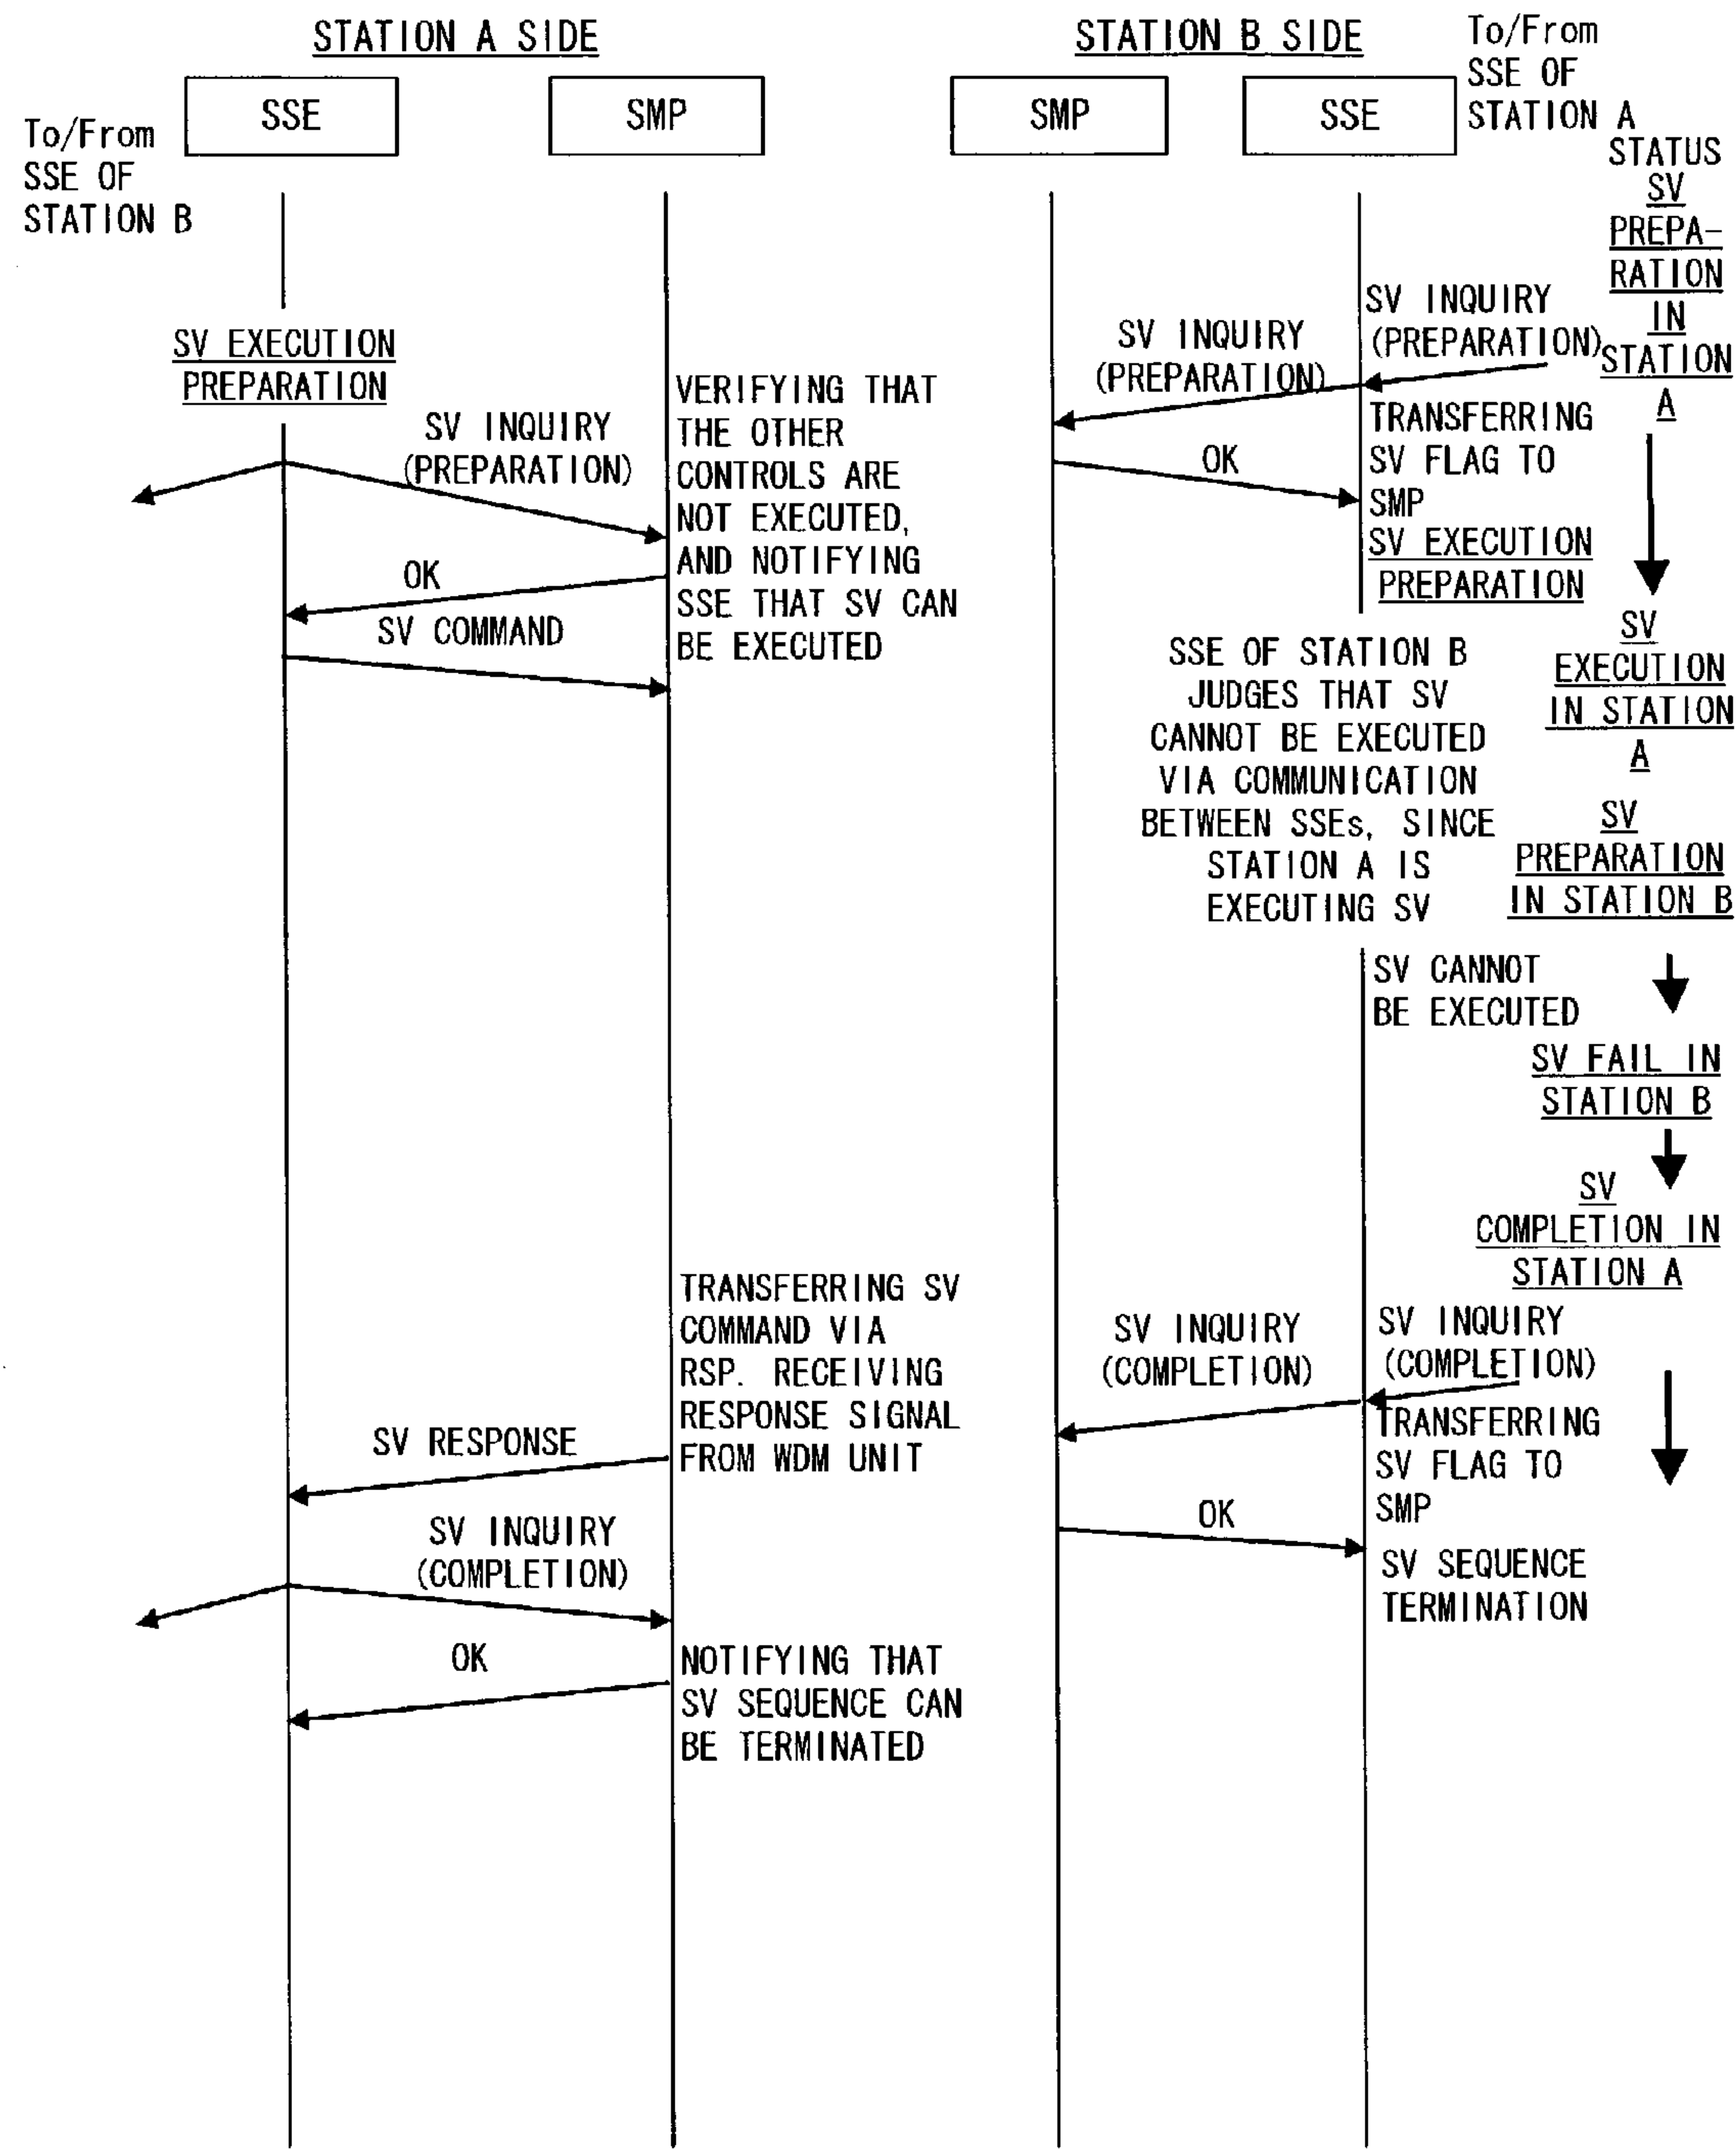 STATION A SIDE
STATION B SIDE
To/From
SSE OF
STATION A
SSE
SMP
SMP
SSE
To/From
SSE OF
STATION B
STATUS
SV
PREPA-
RATION
IN
STATION
A
SV EXECUTION
PREPARATION
SV INQUIRY
(PREPARATION)
VERIFYING THAT
THE OTHER
CONTROLS ARE
NOT EXECUTED,
AND NOTIFYING
SSE THAT SV CAN
BE EXECUTED
OK
SV COMMAND
SV INQUIRY
(PREPARATION)
SV INQUIRY
(PREPARATION)
TRANSFERRING
SV FLAG TO
SMP
OK
SV EXECUTION
PREPARATION
SSE OF STATION B
JUDGES THAT SV
CANNOT BE EXECUTED
VIA COMMUNICATION
BETWEEN SSEs, SINCE
STATION A IS
EXECUTING SV
SV
EXECUTION
IN STATION
A
SV
PREPARATION
IN STATION B
SV CANNOT
BE EXECUTED
SV FAIL IN
STATION B
SV
COMPLETION IN
STATION A
TRANSFERRING SV
COMMAND VIA
RSP. RECEIVING
RESPONSE SIGNAL
FROM WDM UNIT
SV RESPONSE
SV INQUIRY
(COMPLETION)
OK
NOTIFYING THAT
SV SEQUENCE CAN
BE TERMINATED
SV INQUIRY
(COMPLETION)
SV INQUIRY
(COMPLETION)
TRANSFERRING
SV FLAG TO
SMP
OK
SV SEQUENCE
TERMINATION